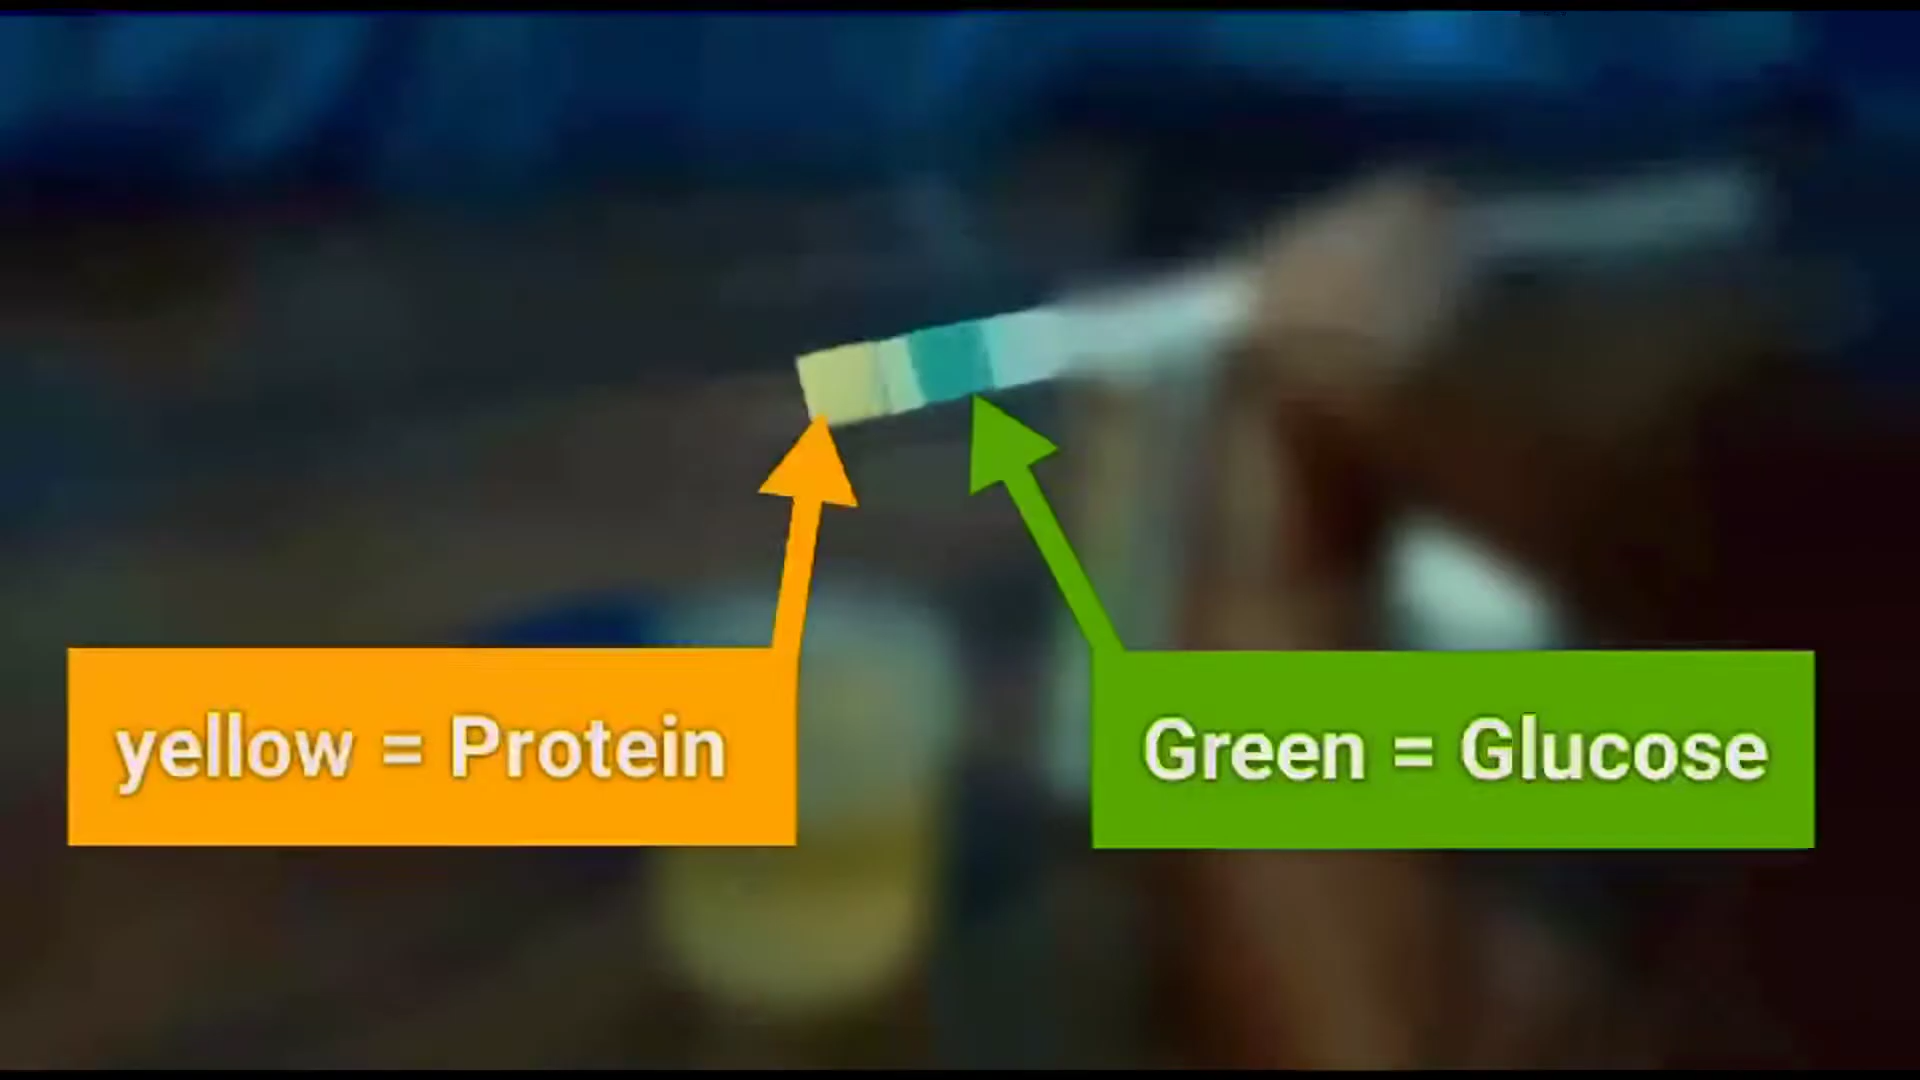 yellow = Protein
Green = Glucose